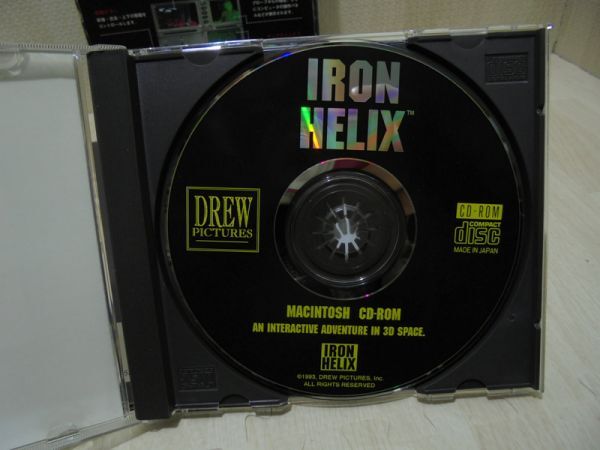 IRON
HELIX™
DREW
PICTURES
CD-ROM
COMPACT
disc
MADE IN JAPAN
MACINTOSH CD-ROM
AN INTERACTIVE ADVENTURE IN 3D SPACE.
IRON
HELIX
©1993, DREW PICTURES, Inc.
ALL RIGHTS RESERVED